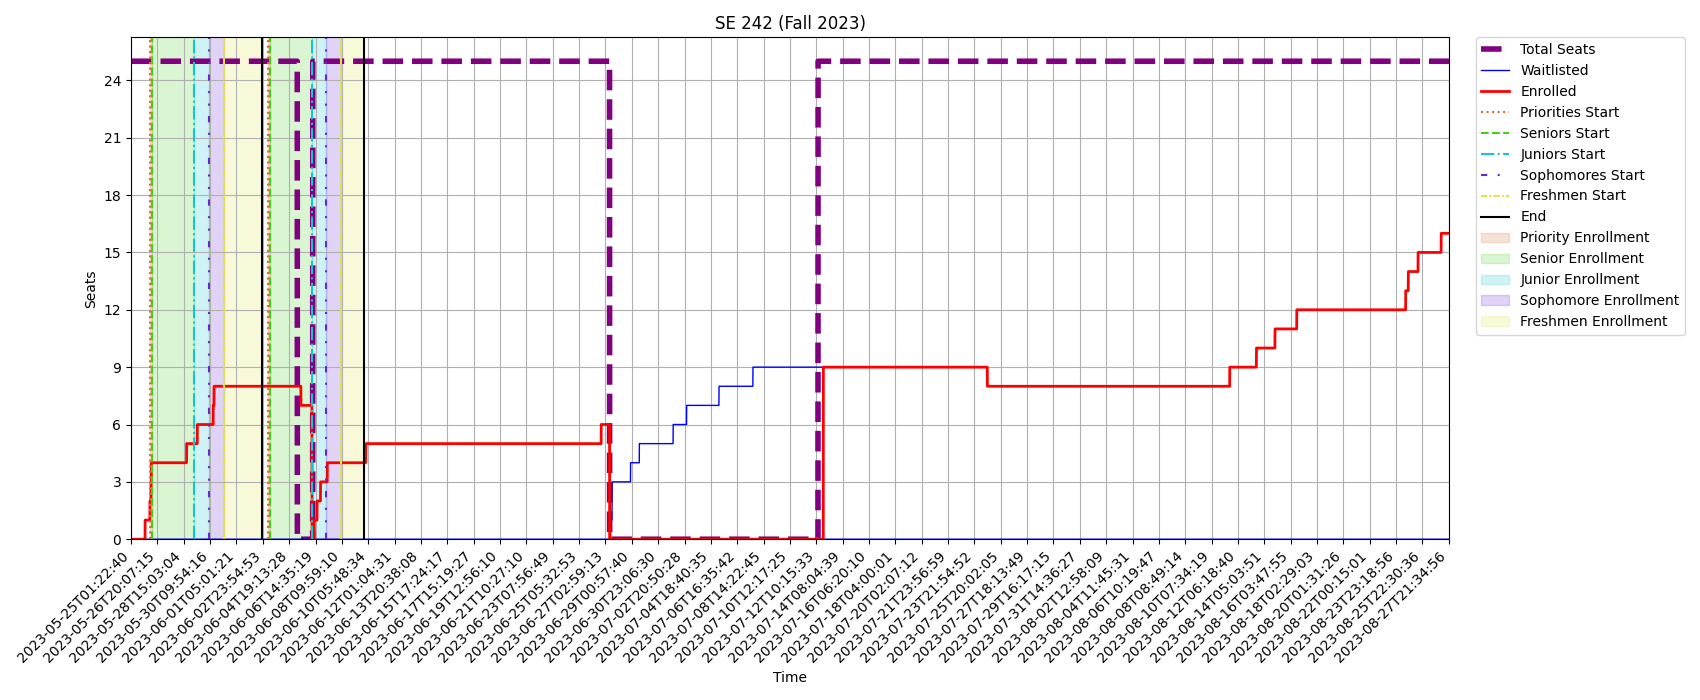 SE 242 (Fall 2023)
Seats
24
21
18
15
12
9
6
3
0
2023-05-25T01:22:40
2023-05-26T20:07:15
2023-05-28T15:03:04
2023-05-30T09:54:16
2023-06-01T05:01:21
2023-06-02T23:54:53
2023-06-04T19:13:28
2023-06-06T14:35:19
2023-06-08T09:59:10
2023-06-10T05:48:34
2023-06-12T01:04:31
2023-06-13T20:38:08
2023-06-15T17:24:17
2023-06-17T15:19:27
2023-06-19T12:56:10
2023-06-21T10:27:10
2023-06-23T07:56:49
2023-06-25T05:32:53
2023-06-27T02:59:13
2023-06-29T00:57:40
2023-06-30T23:06:30
2023-07-02T20:50:28
2023-07-04T18:40:35
2023-07-06T16:35:42
2023-07-08T14:22:45
2023-07-10T12:17:25
2023-07-12T10:15:33
2023-07-14T08:04:39
2023-07-16T06:20:10
2023-07-18T04:00:01
2023-07-20T02:07:12
2023-07-21T23:56:59
2023-07-23T21:54:52
2023-07-25T20:02:05
2023-07-27T18:13:49
2023-07-29T16:17:15
2023-07-31T14:36:27
2023-08-02T12:58:09
2023-08-04T11:45:31
2023-08-06T10:19:47
2023-08-08T08:49:14
2023-08-10T07:34:19
2023-08-12T06:18:40
2023-08-14T05:03:51
2023-08-16T03:47:55
2023-08-18T02:29:03
2023-08-20T01:31:26
2023-08-22T00:15:01
2023-08-23T23:18:56
2023-08-25T22:30:36
2023-08-27T21:34:56
Time
Total Seats
Waitlisted
Enrolled
Priorities Start
Seniors Start
Juniors Start
Sophomores Start
Freshmen Start
End
Priority Enrollment
Senior Enrollment
Junior Enrollment
Sophomore Enrollment
Freshmen Enrollment